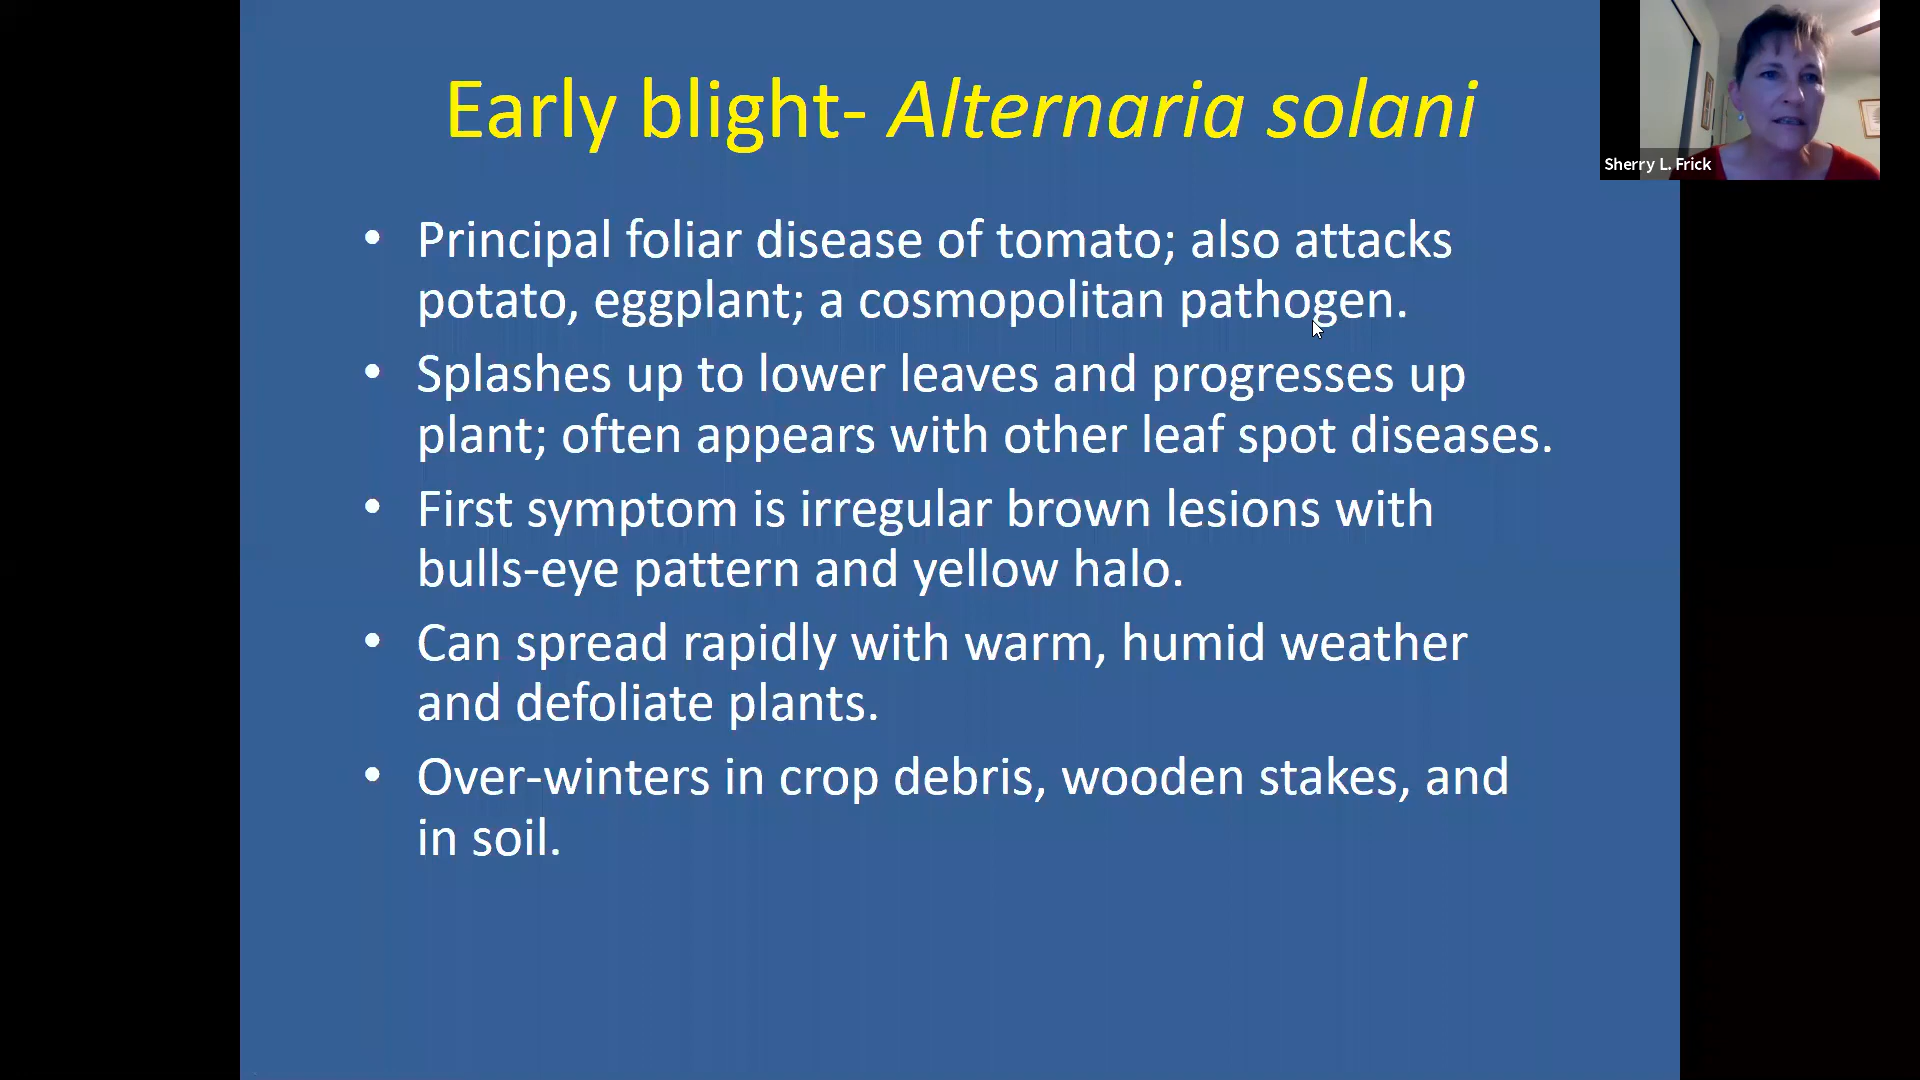 Early blight- Alternaria solani
Sherry L. Frick
• Principal foliar disease of tomato; also attacks
potato, eggplant; a cosmopolitan pathogen.
• Splashes up to lower leaves and progresses up
plant; often appears with other leaf spot diseases.
• First symptom is irregular brown lesions with
bulls-eye pattern and yellow halo.
• Can spread rapidly with warm, humid weather
and defoliate plants.
• Over-winters in crop debris, wooden stakes, and
in soil.